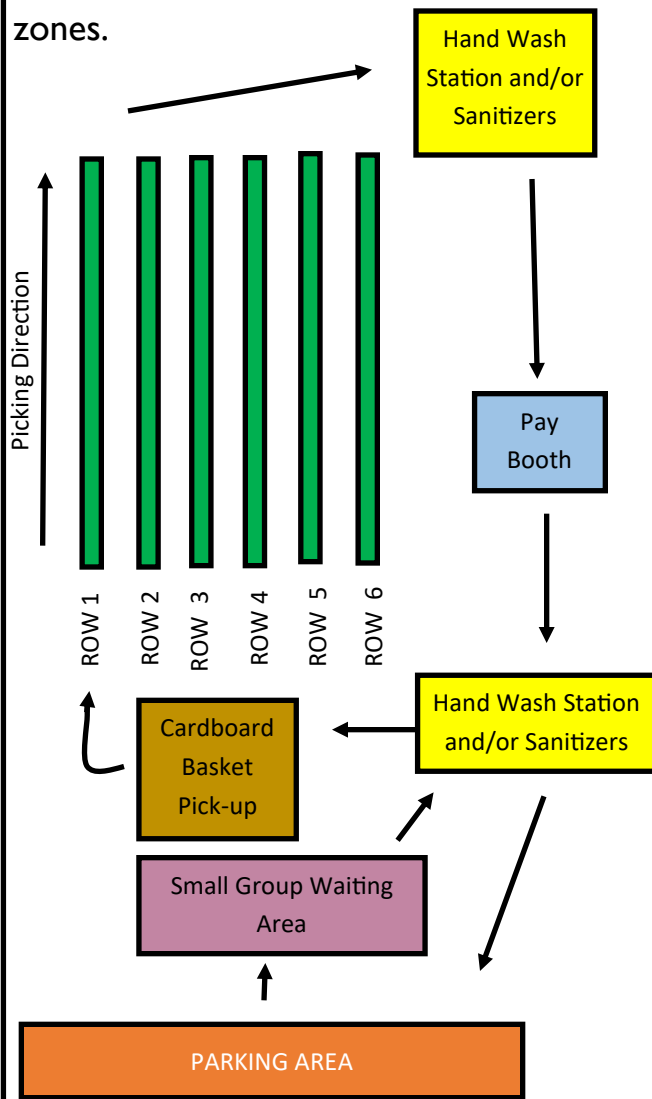 zones.
Hand Wash
Station and/or
Sanitizers
Picking Direction
Pay
Booth
ROW 1
ROW 2
ROW 3
ROW 4
ROW 5
ROW 6
Hand Wash Station
and/or Sanitizers
Cardboard
Basket
Pick-up
Small Group Waiting
Area
PARKING AREA